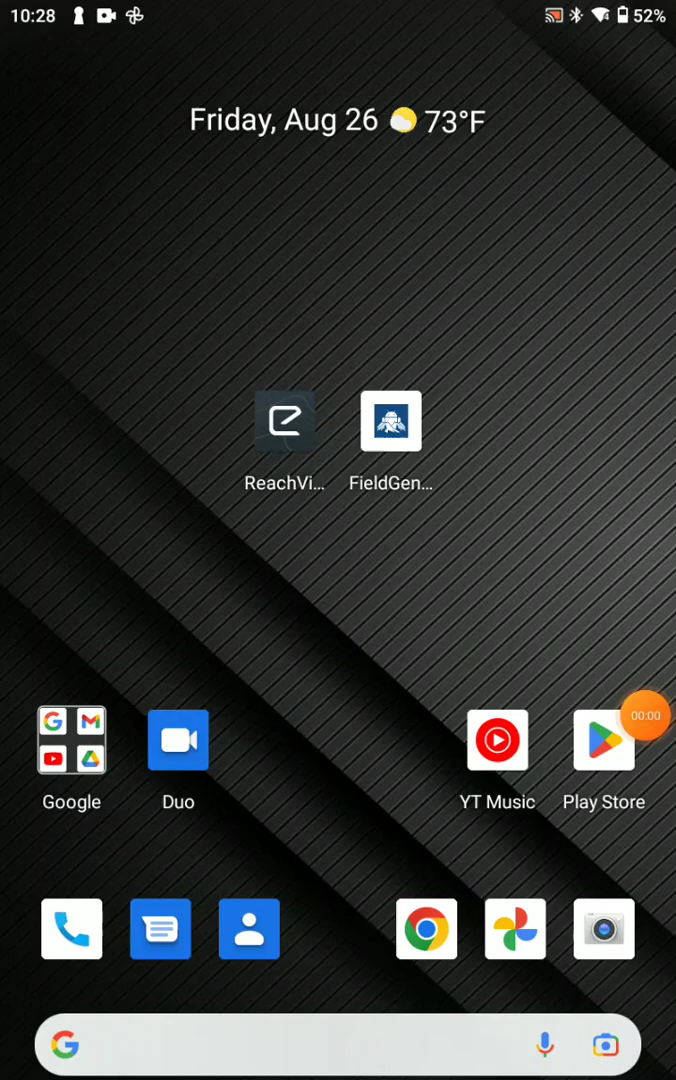 10:28 52%
Friday, Aug 26 73°F
ReachVi... FieldGen...
00:00
Google Duo YT Music Play Store